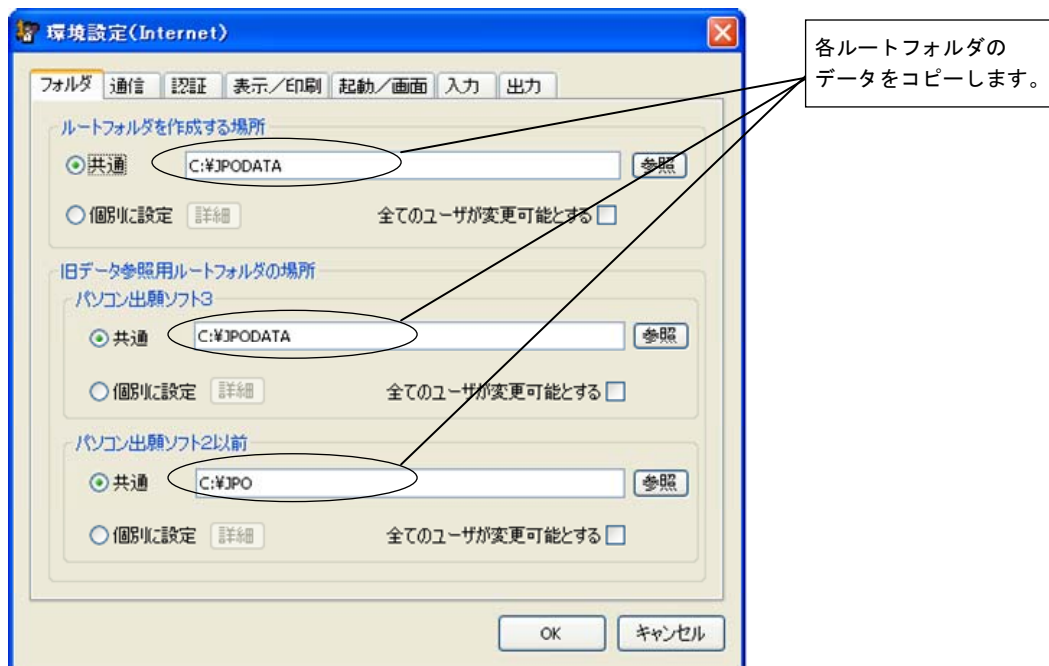 環境設定(Internet)
各ルートフォルダの
データをコピーします。
フォルダ 通信 認証 表示／印刷 起動／画面 入力 出力
ルートフォルダを作成する場所
共通 C:¥JPODATA 参照
個別に設定 詳細 全てのユーザが変更可能とする
旧データ参照用ルートフォルダの場所
パソコン出願ソフト3
共通 C:¥JPODATA 参照
個別に設定 詳細 全てのユーザが変更可能とする
パソコン出願ソフト2以前
共通 C:¥JPO 参照
個別に設定 詳細 全てのユーザが変更可能とする
OK キャンセル